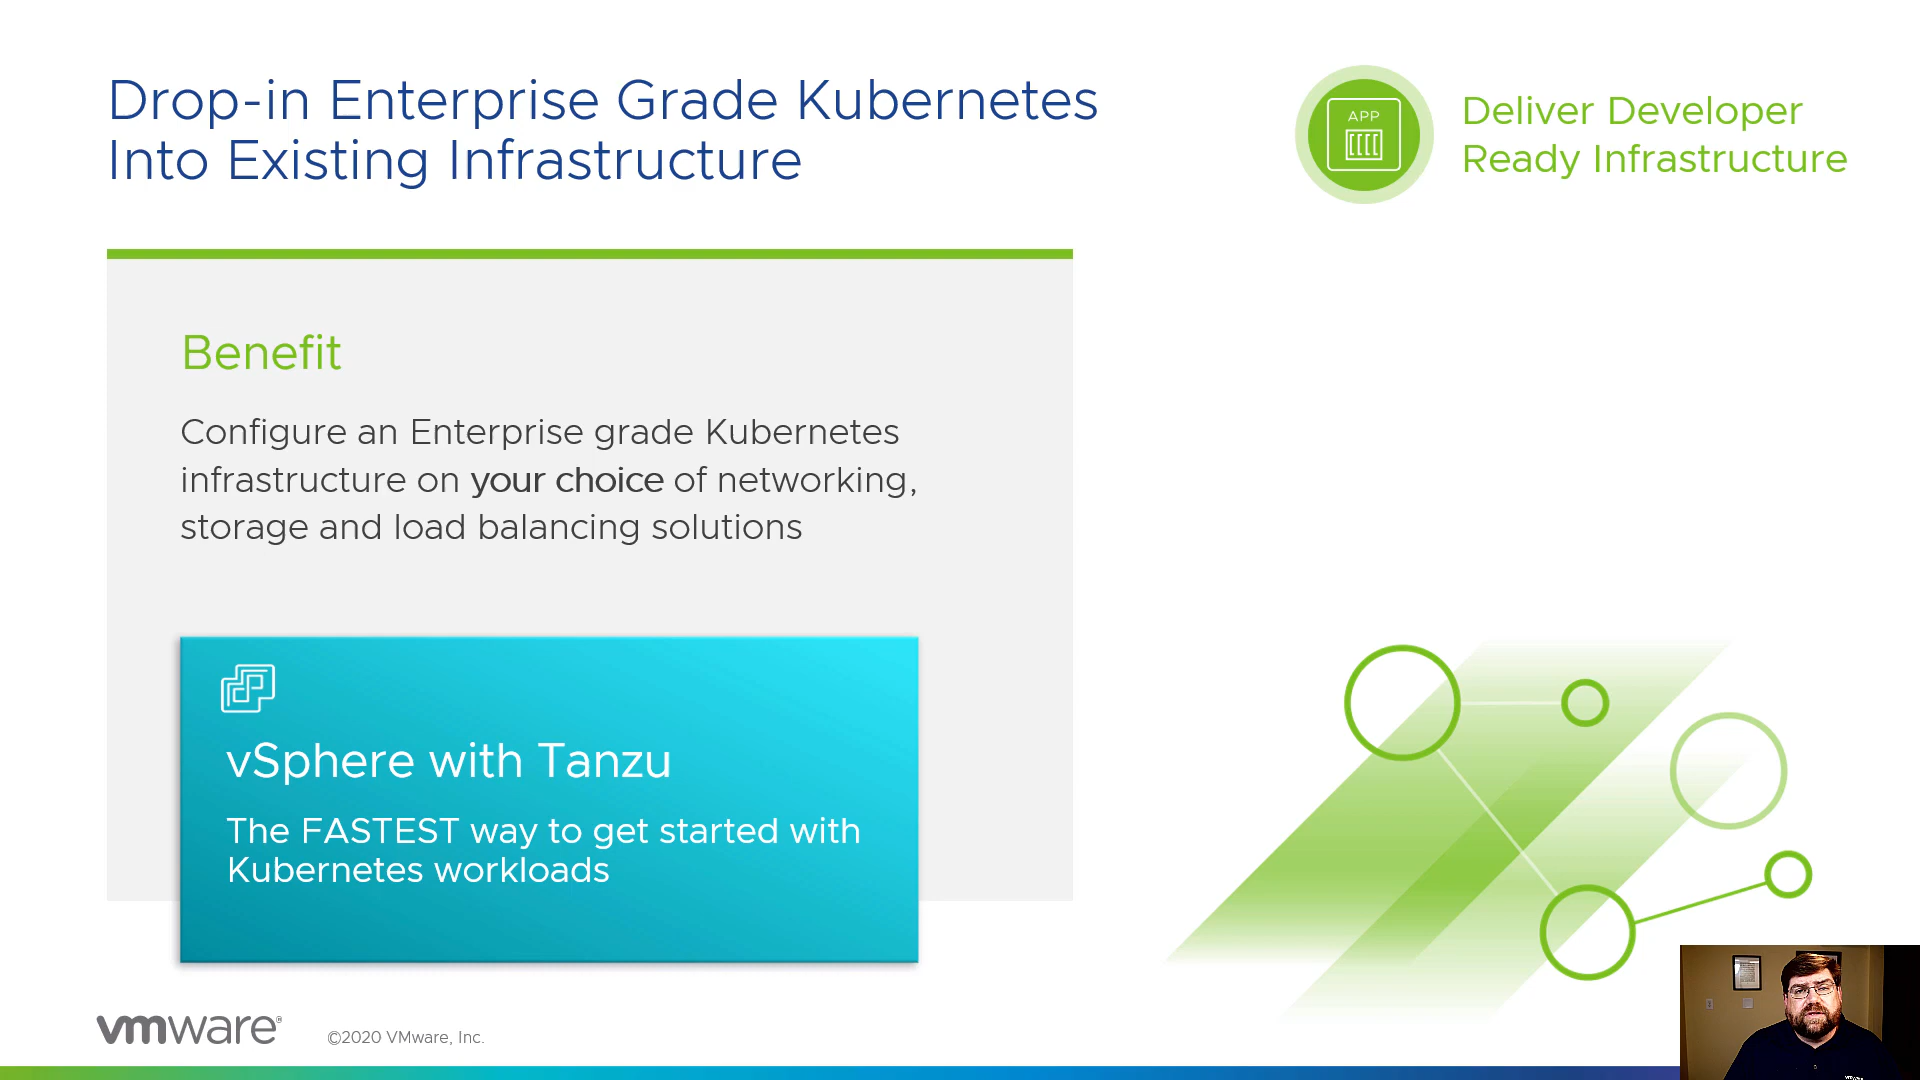 Drop-in Enterprise Grade Kubernetes
Into Existing Infrastructure
APP
Deliver Developer
Ready Infrastructure
Benefit
Configure an Enterprise grade Kubernetes
infrastructure on your choice of networking,
storage and load balancing solutions
vSphere with Tanzu
The FASTEST way to get started with
Kubernetes workloads
vmware®
©2020 VMware, Inc.